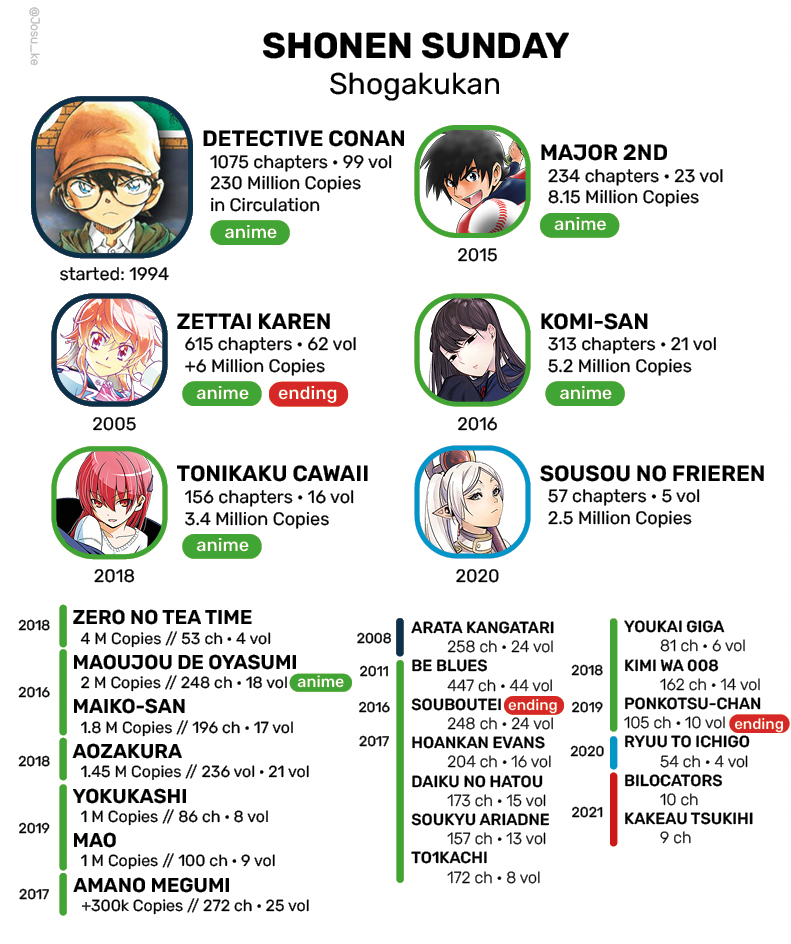 @Josu_ke
SHONEN SUNDAY
Shogakukan
DETECTIVE CONAN
1075 chapters • 99 vol
230 Million Copies
in Circulation
anime
started: 1994
MAJOR 2ND
234 chapters • 23 vol
8.15 Million Copies
anime
2015
ZETTAI KAREN
615 chapters • 62 vol
+6 Million Copies
anime ending
2005
KOMI-SAN
313 chapters • 21 vol
5.2 Million Copies
anime
2016
TONIKAKU CAWAII
156 chapters • 16 vol
3.4 Million Copies
anime
2018
SOUSOU NO FRIEREN
57 chapters • 5 vol
2.5 Million Copies
2020
2018
ZERO NO TEA TIME
4 M Copies // 53 ch • 4 vol
2016
MAOUJOU DE OYASUMI
2 M Copies // 248 ch • 18 vol anime
MAIKO-SAN
1.8 M Copies // 196 ch • 17 vol
2018
AOZAKURA
1.45 M Copies // 236 vol • 21 vol
2019
YOKUKASHI
1 M Copies // 86 ch • 8 vol
MAO
1 M Copies // 100 ch • 9 vol
2017
AMANO MEGUMI
+300k Copies // 272 ch • 25 vol
2008
ARATA KANGATARI
258 ch • 24 vol
2011
BE BLUES
447 ch • 44 vol
2016
SOUBOUTEI ending
248 ch • 24 vol
2017
HOANKAN EVANS
204 ch • 16 vol
DAIKU NO HATOU
173 ch • 15 vol
SOUKYU ARIADNE
157 ch • 13 vol
TO1KACHI
172 ch • 8 vol
YOUKAI GIGA
81 ch • 6 vol
2018
KIMI WA 008
162 ch • 14 vol
2019
PONKOTSU-CHAN
105 ch • 10 vol ending
2020
RYUU TO ICHIGO
54 ch • 4 vol
2021
BILOCATORS
10 ch
KAKEAU TSUKIHI
9 ch